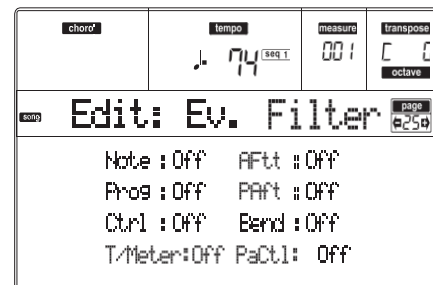 chord tempo measure transpose
♩. 74 seq 1 001 C C
octave
song Edit: Ev. Filter page 25
Note :Off AFtt :Off
Prog :Off PAft :Off
Ctrl :Off Bend :Off
T/Meter:Off PaCtl: Off